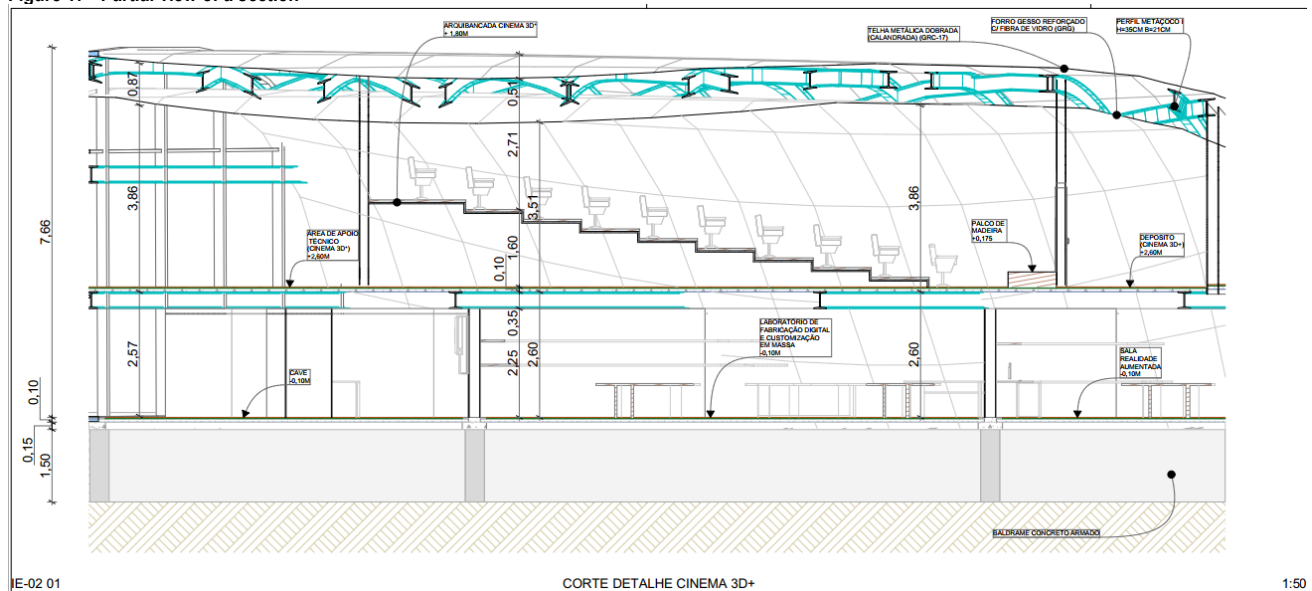 ARQUIBANCADA CINEMA 3D*
+ 1,80M
TELHA METÁLICA DOBRADA
(CALANDRADA) (GRC-17)
FORRO GESSO REFORÇADO
C/ FIBRA DE VIDRO (GRG)
PERFIL METÁÇOCO I
H=35CM B=21CM
0,87
0,51
2,71
7,66
3,86
3,51
3,86
1,60
0,10
ÁREA DE APOIO
TÉCNICO
(CINEMA 3D*)
+2,60M
PALCO DE
MADEIRA
+0,175
DEPOSITO
(CINEMA 3D+)
+2,60M
0,35
2,57
2,25
2,60
2,60
LABORATÓRIO DE
FABRICAÇÃO DIGITAL
E CUSTOMIZAÇÃO
EM MASSA
-0,10M
SALA
REALIDADE
AUMENTADA
-0,10M
CAVE
-0,10M
0,10
0,15
1,50
BALDRAME CONCRETO ARMADO
IE-02 01
CORTE DETALHE CINEMA 3D+
1:50